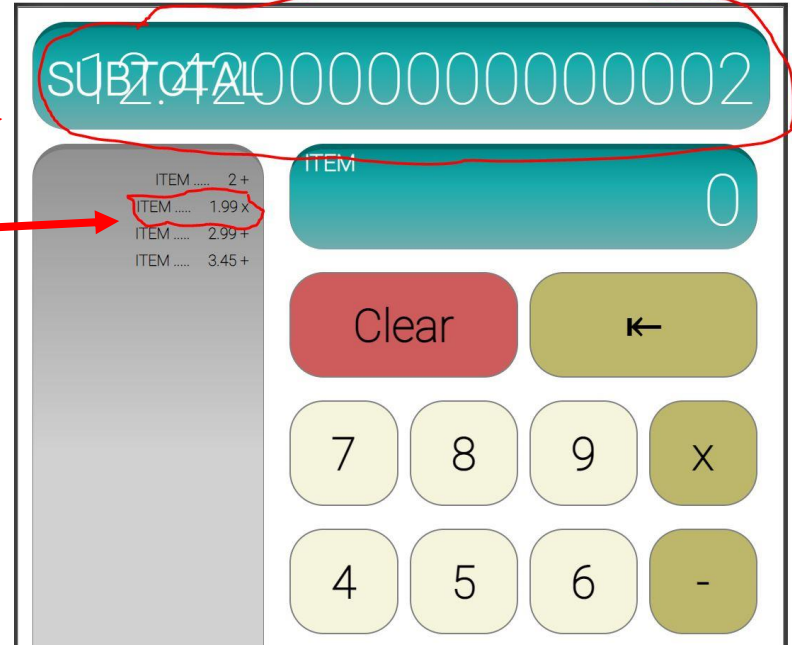 SUBTOTAL
12.420000000000002
ITEM ..... 2 +
ITEM ..... 1.99 x
ITEM ..... 2.99 +
ITEM ..... 3.45 +
ITEM
0
Clear ⇤
7 8 9 x
4 5 6 -